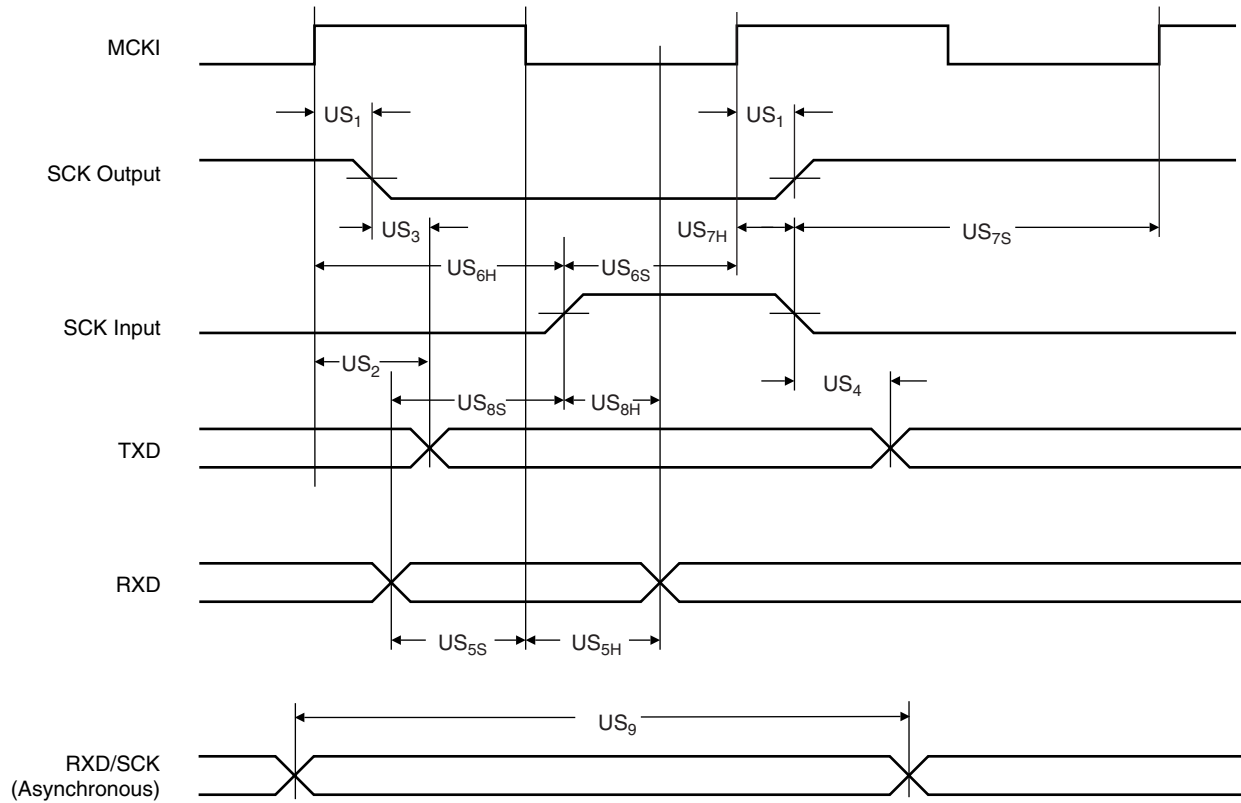 MCKI
US1 US1
SCK Output
US3 US7H US7S
US6H US6S
SCK Input
US2 US4
US8S US8H
TXD
RXD
US5S US5H
US9
RXD/SCK
(Asynchronous)